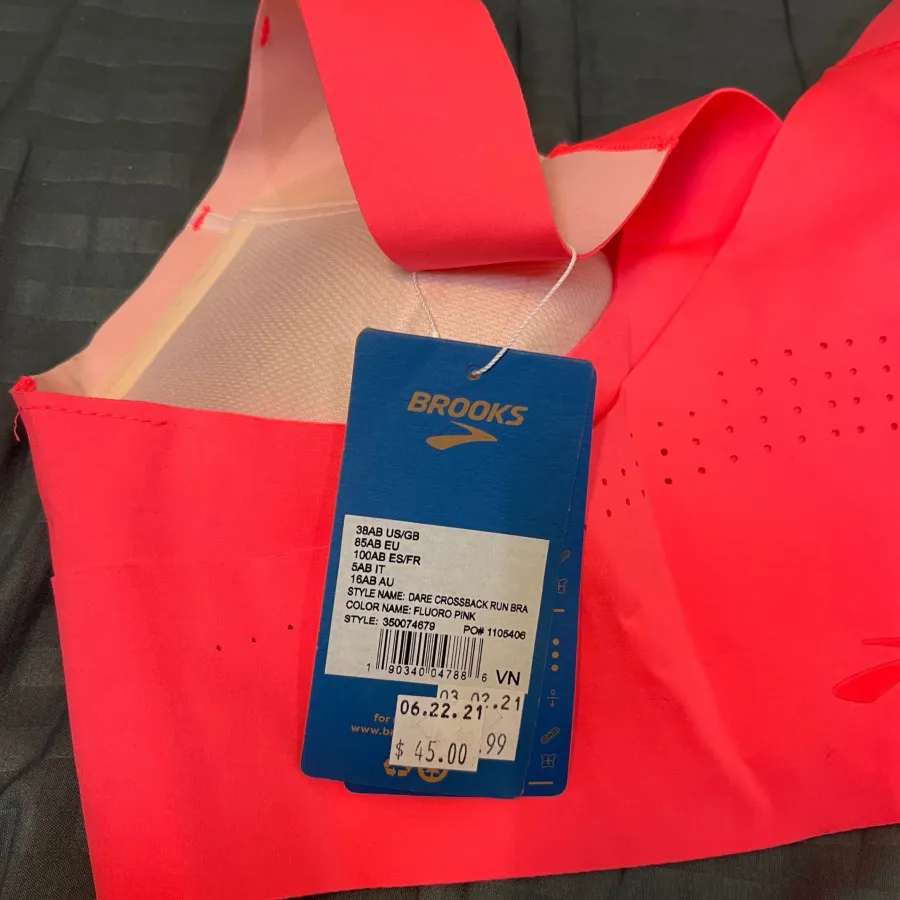 BROOKS
38AB US/GB
85AB EU
100AB ES/FR
5AB IT
16AB AU
STYLE NAME: DARE CROSSBACK RUN BRA
COLOR NAME: FLUORO PINK
STYLE: 350074679 PO# 1105406
1 90340 04788 6 VN
03.02.21
06.22.21
$ 45.00 .99
for
www.b